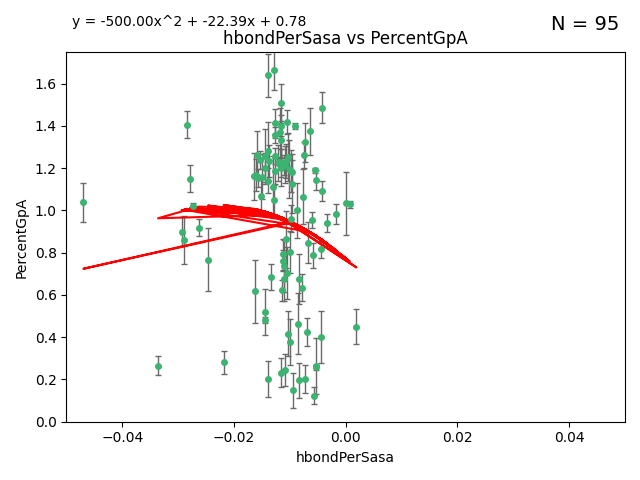 y = -500.00x^2 + -22.39x + 0.78
N = 95
hbondPerSasa vs PercentGpA
PercentGpA
1.6
1.4
1.2
1.0
0.8
0.6
0.4
0.2
0.0
−0.04
−0.02
0.00
0.02
0.04
hbondPerSasa